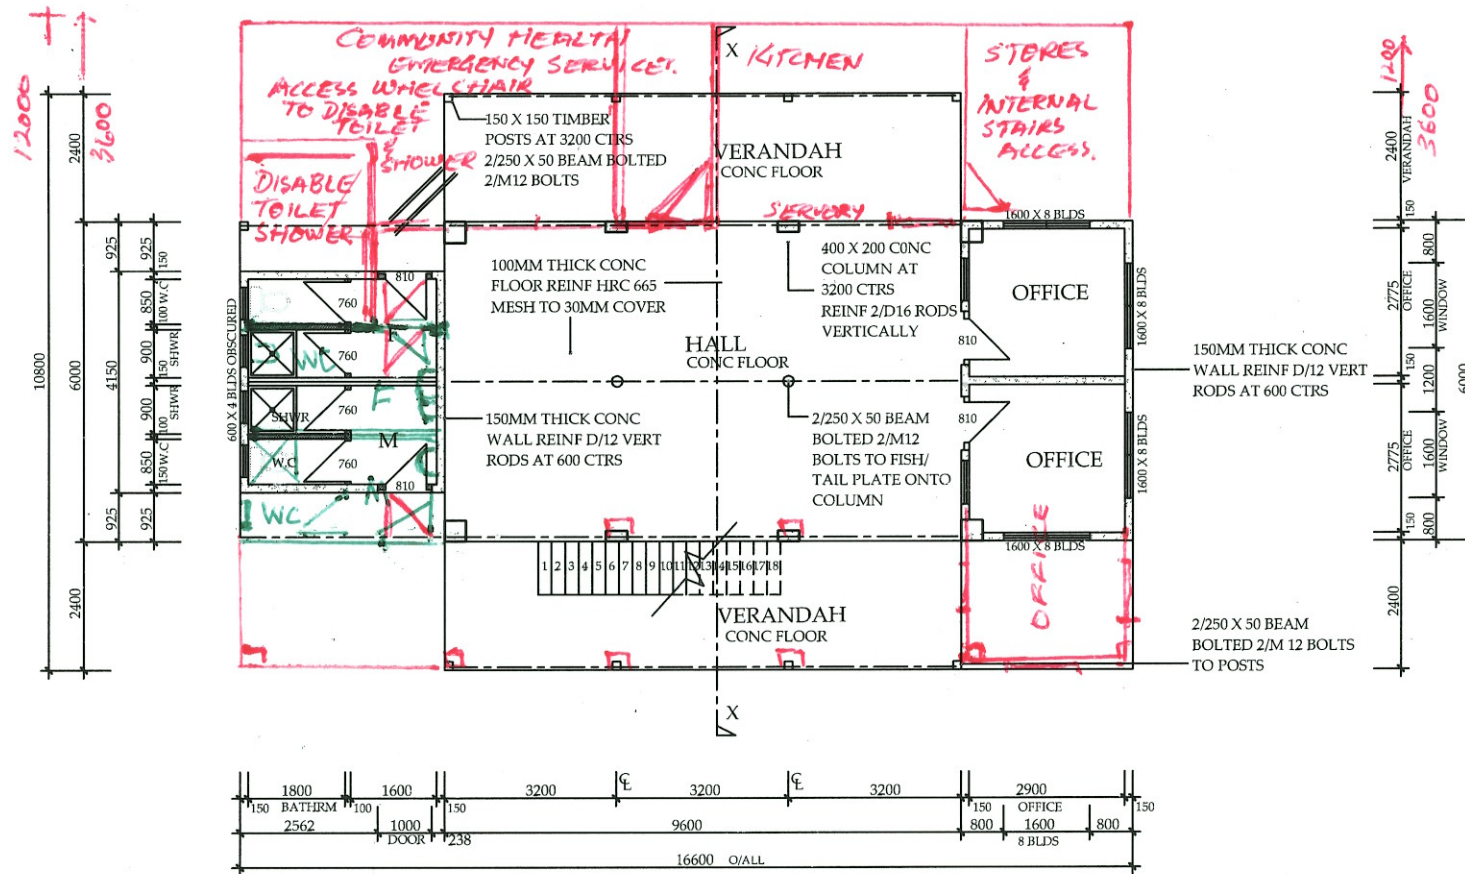 COMMUNITY HEALTH
EMERGENCY SERVICES.
ACCESS WHEELCHAIR
TO DISABLE
TOILET
&
SHOWER
KITCHEN
STORES
&
INTERNAL
STAIRS
ACCESS.
X
12000
3600
1200
3600
150 X 150 TIMBER
POSTS AT 3200 CTRS
2/250 X 50 BEAM BOLTED
2/M12 BOLTS
VERANDAH
CONC FLOOR
DISABLE
TOILET
SHOWER
SERVORY
1600 X 8 BLDS
100MM THICK CONC
FLOOR REINF HRC 665
MESH TO 30MM COVER
400 X 200 CONC
COLUMN AT
3200 CTRS
REINF 2/D16 RODS
VERTICALLY
OFFICE
1600 X 8 BLDS
HALL
CONC FLOOR
810
760
760
WC
760
SHWR
F
M
W.C
760
810
WC
600 X 4 BLDS OBSCURED
810
810
150MM THICK CONC
WALL REINF D/12 VERT
RODS AT 600 CTRS
150MM THICK CONC
WALL REINF D/12 VERT
RODS AT 600 CTRS
2/250 X 50 BEAM
BOLTED 2/M12
BOLTS TO FISH/
TAIL PLATE ONTO
COLUMN
OFFICE
1600 X 8 BLDS
1600 X 8 BLDS
OFFICE
1 2 3 4 5 6 7 8 9 10 11 12 13 14 15 16 17 18
VERANDAH
CONC FLOOR
2/250 X 50 BEAM
BOLTED 2/M 12 BOLTS
TO POSTS
X
10800
2400
6000
2400
925
4150
925
925
850
900
900
850
925
150
100 W.C
150 SHWR
100 SHWR
150 W.C
2400
VERANDAH
150
2775
OFFICE
150
2775
OFFICE
150
2400
800
1600
WINDOW
1200
1600
WINDOW
800
6000
1800 1600 3200 3200 3200 2900
150 BATHRM 100 150 150 OFFICE 150
2562 1000 9600 800 1600 800
DOOR 238 8 BLDS
16600 O/ALL